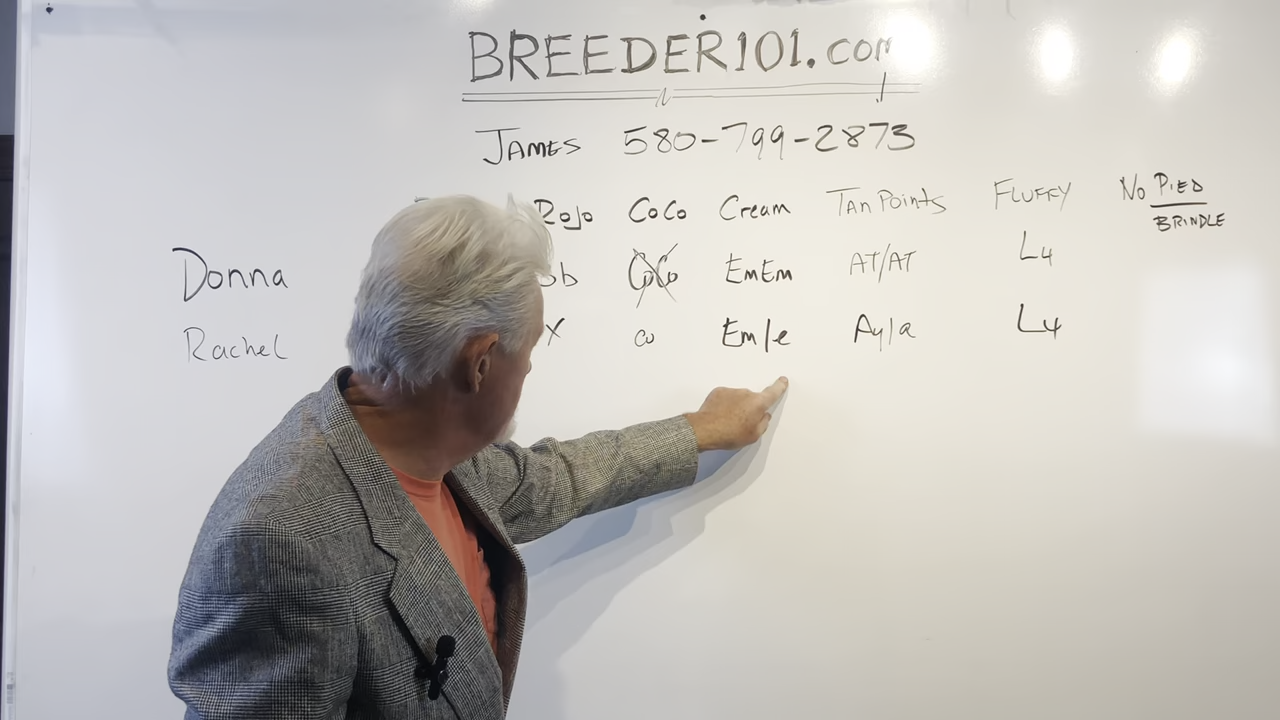 BREEDER101.com
JAMES 580-799-2873
Rojo CoCo Cream TAN Points FLUFFY No PIED
BRINDLE
Donna CoCo EmEm AT/AT L4
Rachel X co Em/e Ay/a L4